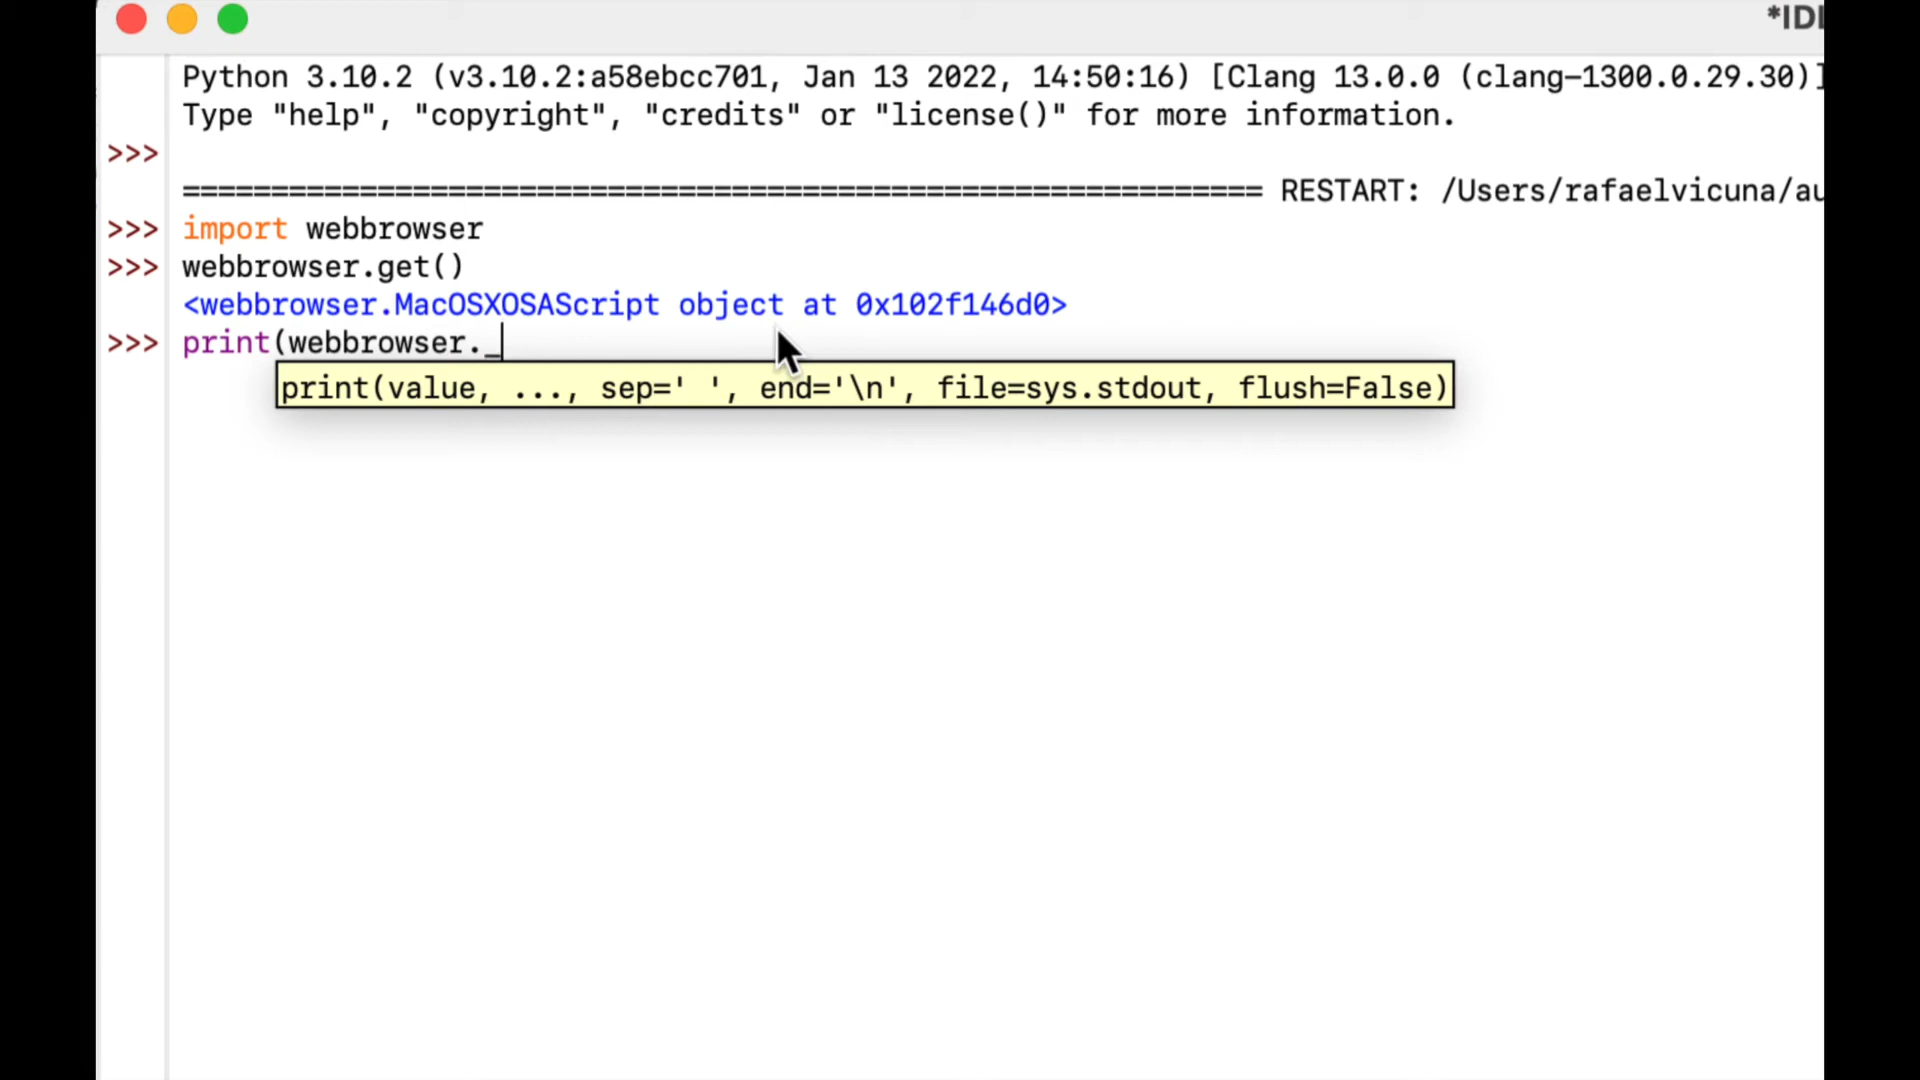 *IDL
Python 3.10.2 (v3.10.2:a58ebcc701, Jan 13 2022, 14:50:16) [Clang 13.0.0 (clang-1300.0.29.30)]
Type "help", "copyright", "credits" or "license()" for more information.
>>>
============================================================= RESTART: /Users/rafaelvicuna/au
>>> import webbrowser
>>> webbrowser.get()
<webbrowser.MacOSXOSAScript object at 0x102f146d0>
>>> print(webbrowser._
print(value, ..., sep=' ', end='\n', file=sys.stdout, flush=False)